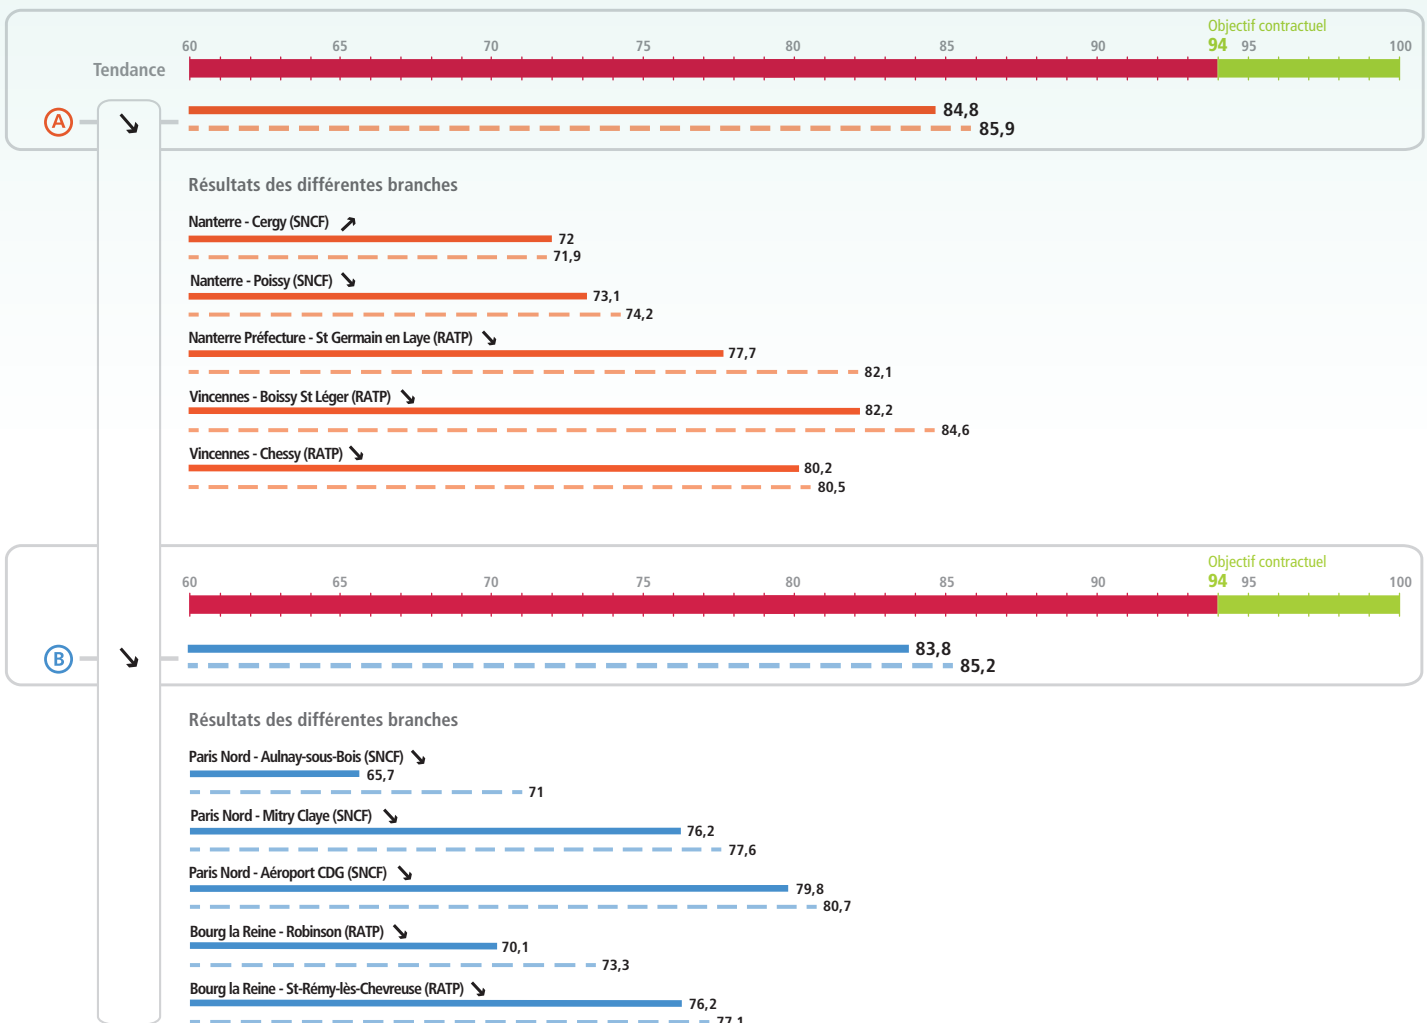 Objectif contractuel
60 65 70 75 80 85 90 94 95 100
Tendance
A
84,8
85,9
Résultats des différentes branches
Nanterre - Cergy (SNCF)
72
71,9
Nanterre - Poissy (SNCF)
73,1
74,2
Nanterre Préfecture - St Germain en Laye (RATP)
77,7
82,1
Vincennes - Boissy St Léger (RATP)
82,2
84,6
Vincennes - Chessy (RATP)
80,2
80,5
Objectif contractuel
60 65 70 75 80 85 90 94 95 100
B
83,8
85,2
Résultats des différentes branches
Paris Nord - Aulnay-sous-Bois (SNCF)
65,7
71
Paris Nord - Mitry Claye (SNCF)
76,2
77,6
Paris Nord - Aéroport CDG (SNCF)
79,8
80,7
Bourg la Reine - Robinson (RATP)
70,1
73,3
Bourg la Reine - St-Rémy-lès-Chevreuse (RATP)
76,2
77,1